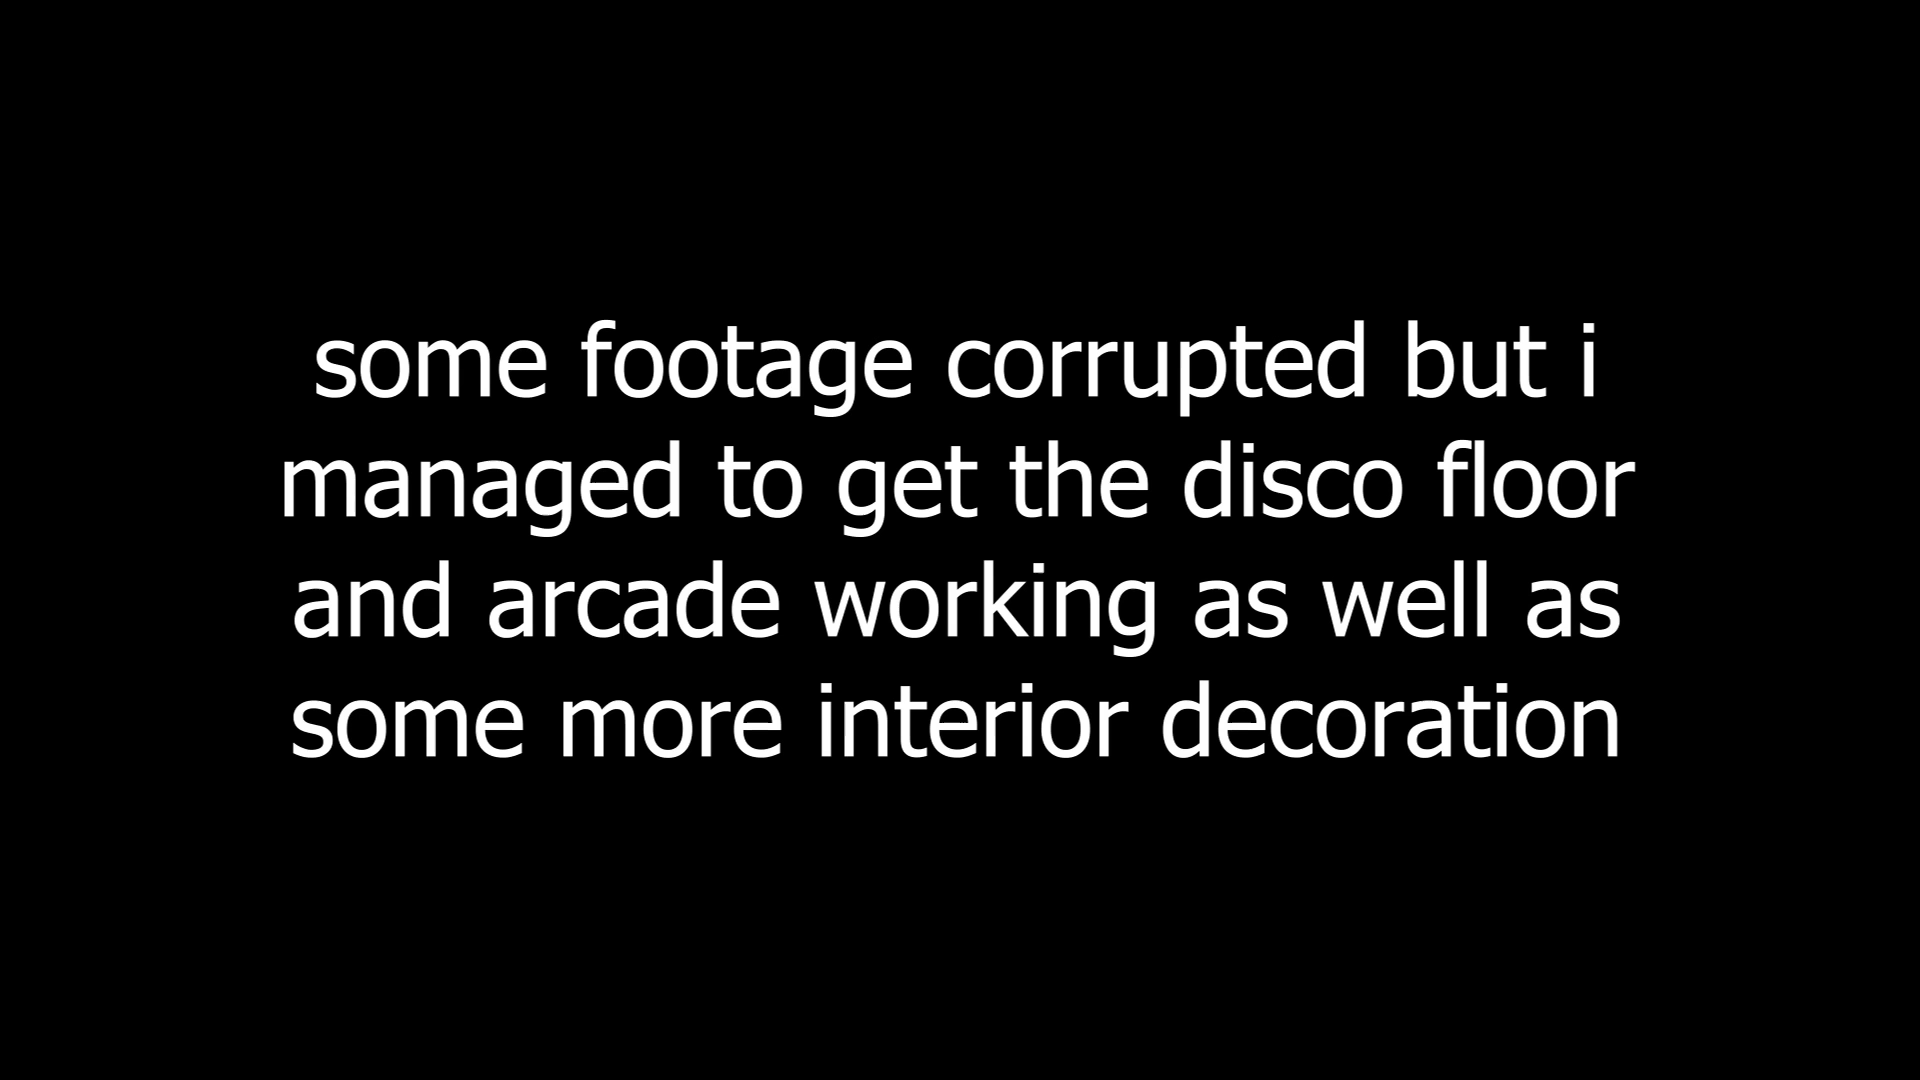 some footage corrupted but i
managed to get the disco floor
and arcade working as well as
some more interior decoration